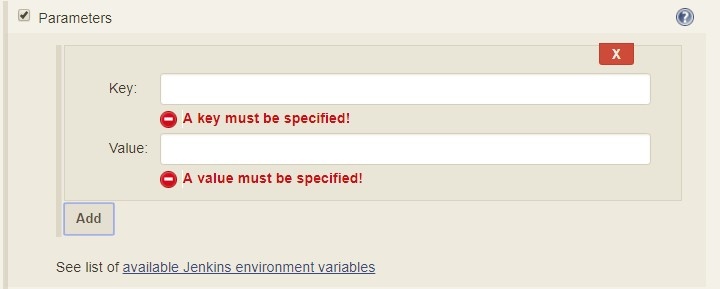 Parameters
?
X
Key:
A key must be specified!
Value:
A value must be specified!
Add
See list of available Jenkins environment variables